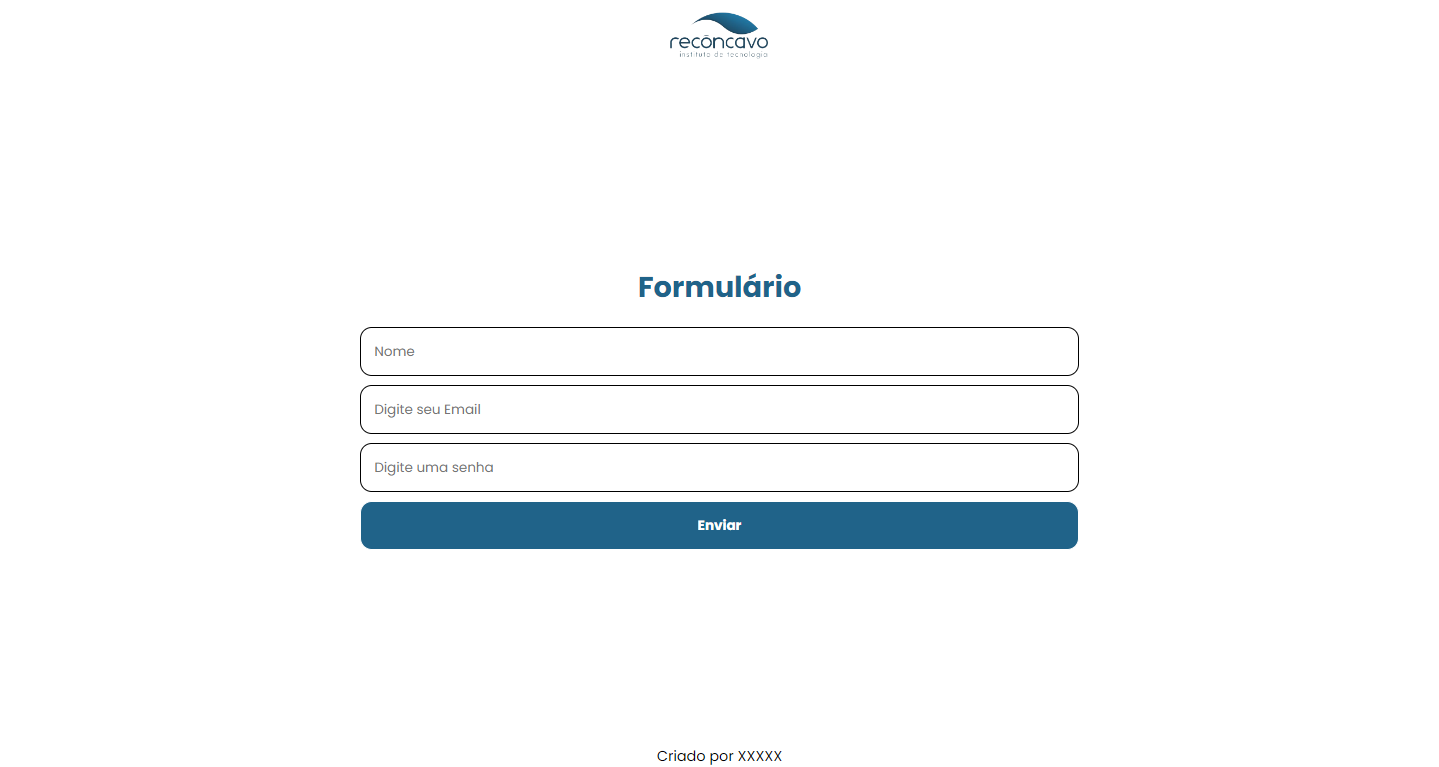 recôncavo
instituto de tecnologia
Formulário
Nome
Digite seu Email
Digite uma senha
Enviar
Criado por XXXXX